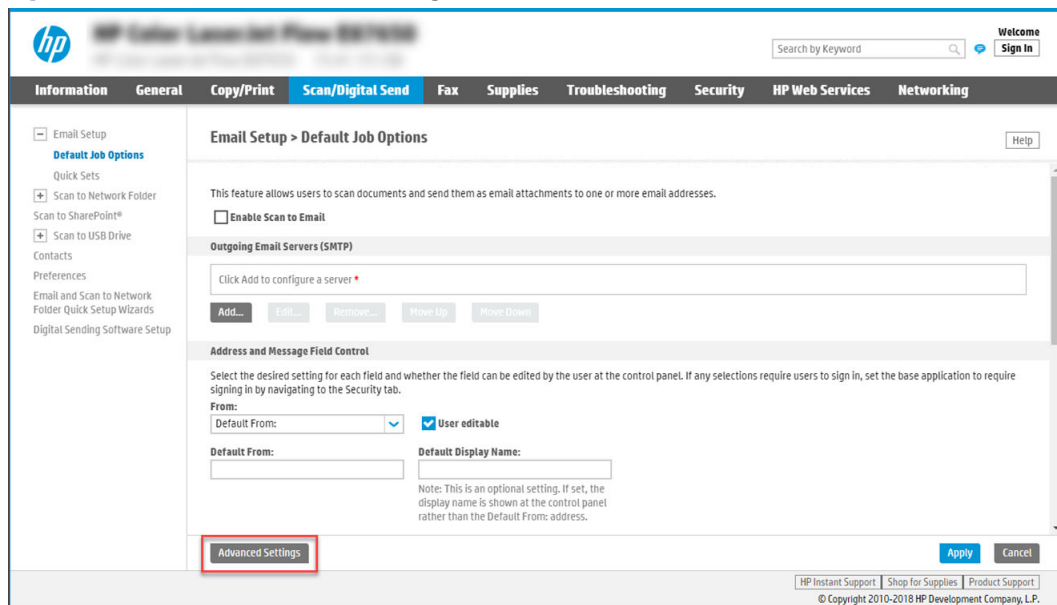 hp
Welcome
Search by Keyword
Sign In
Information General Copy/Print Scan/Digital Send Fax Supplies Troubleshooting Security HP Web Services Networking
Email Setup
Default Job Options
Quick Sets
Scan to Network Folder
Scan to SharePoint®
Scan to USB Drive
Contacts
Preferences
Email and Scan to Network
Folder Quick Setup Wizards
Digital Sending Software Setup
Email Setup > Default Job Options
Help
This feature allows users to scan documents and send them as email attachments to one or more email addresses.
Enable Scan to Email
Outgoing Email Servers (SMTP)
Click Add to configure a server *
Add... Edit... Remove... Move Up Move Down
Address and Message Field Control
Select the desired setting for each field and whether the field can be edited by the user at the control panel. If any selections require users to sign in, set the base application to require
signing in by navigating to the Security tab.
From:
Default From: User editable
Default From: Default Display Name:
Note: This is an optional setting. If set, the
display name is shown at the control panel
rather than the Default From: address.
Advanced Settings Apply Cancel
HP Instant Support Shop for Supplies Product Support
© Copyright 2010-2018 HP Development Company, L.P.